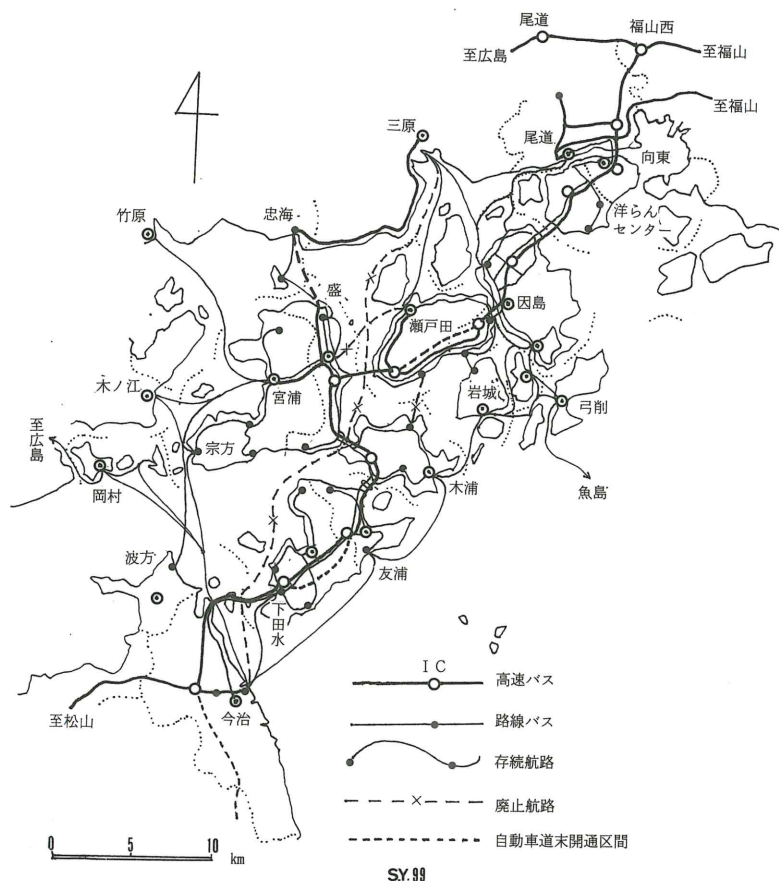 尾道
福山西
至広島
至福山
至福山
三原
尾道
向東
洋らん
センター
竹原
忠海
盛
瀬戸田
因島
木ノ江
宮浦
岩城
弓削
至広島
宗方
岡村
木浦
魚島
波方
友浦
下田水
至松山
今治
IC
高速バス
路線バス
存続航路
廃止航路
自動車道末開通区間
0 5 10
km
S.Y. 99